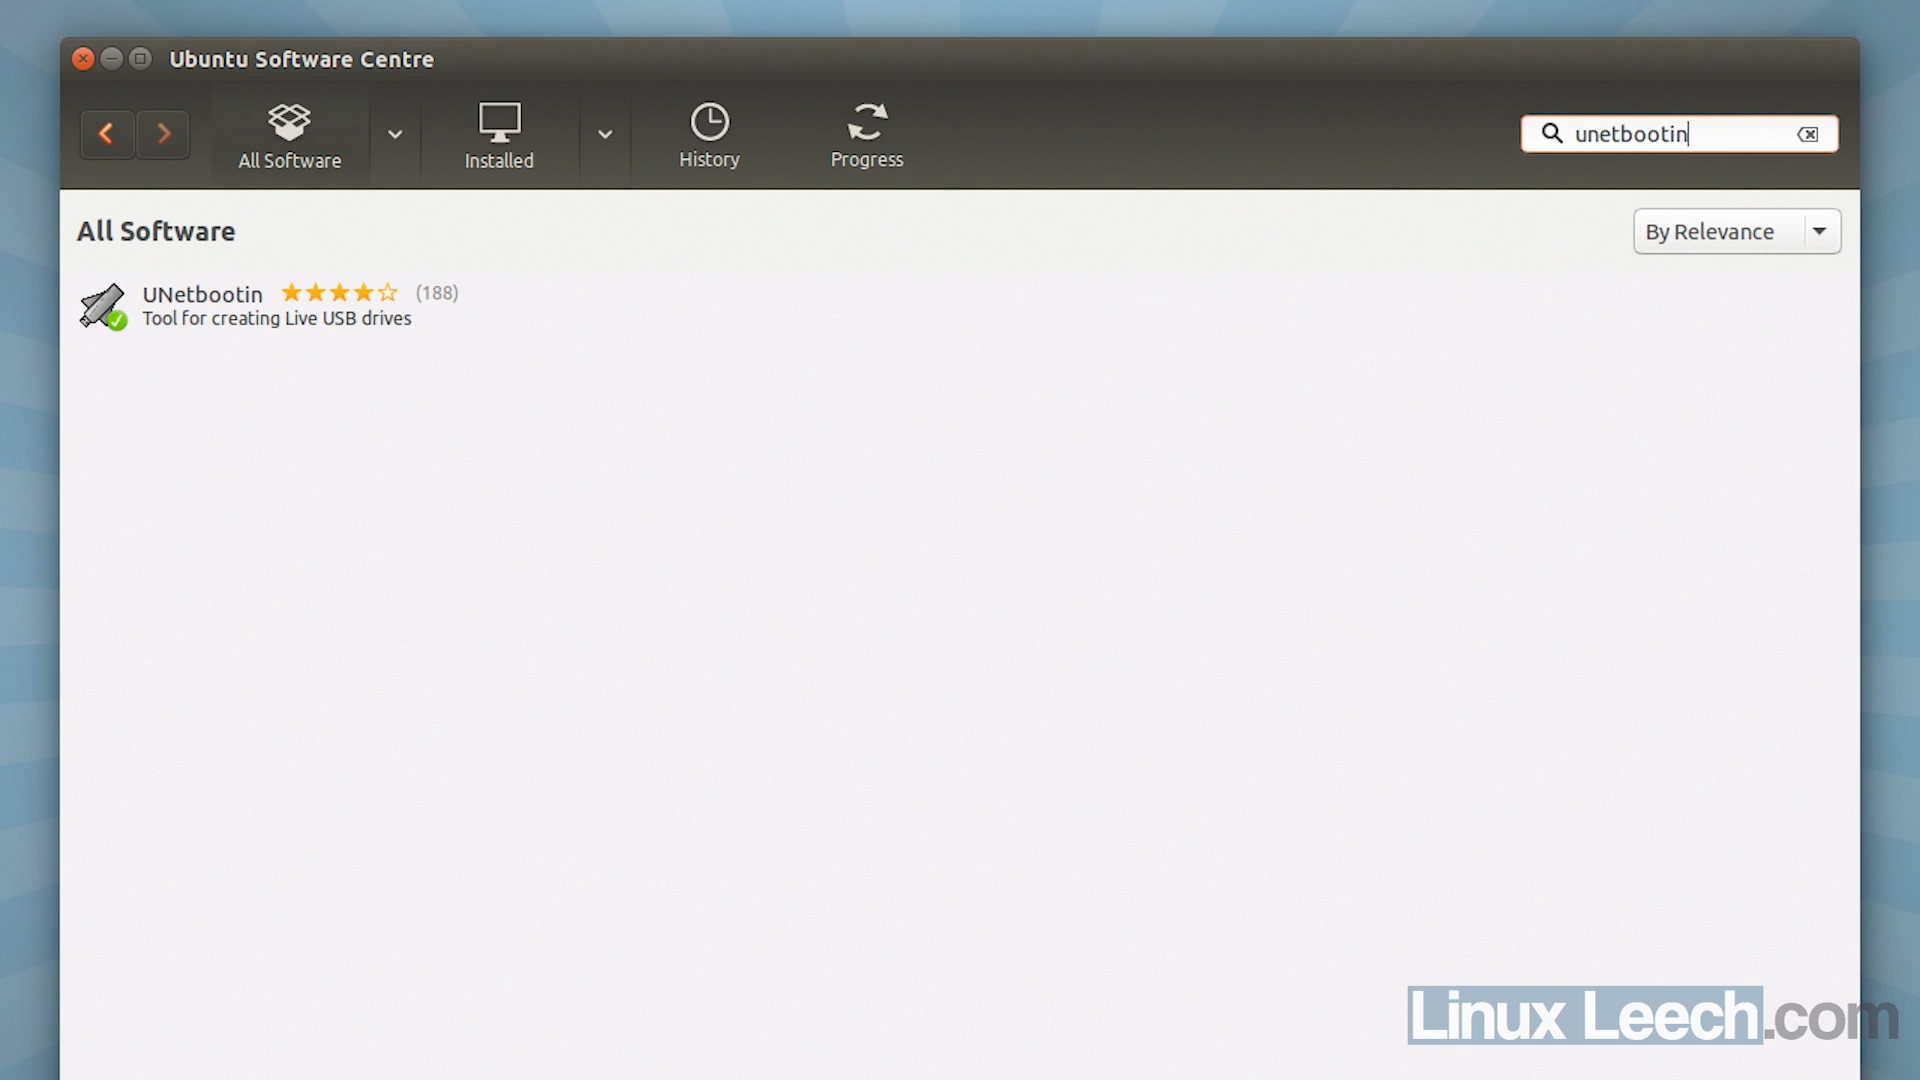 Ubuntu Software Centre
All Software
Installed
History
Progress
unetbootin
All Software
By Relevance
UNetbootin (188)
Tool for creating Live USB drives
Linux Leech.com